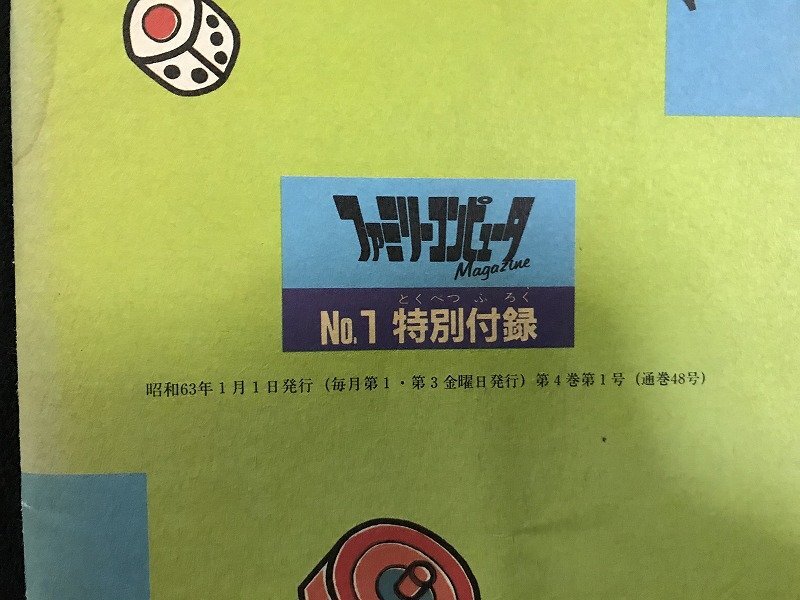 ファミリーコンピュータ
Magazine
とくべつ ふろく
No.1 特別付録
昭和63年1月1日発行(毎月第1・第3金曜日発行)第4巻第1号(通巻48号)